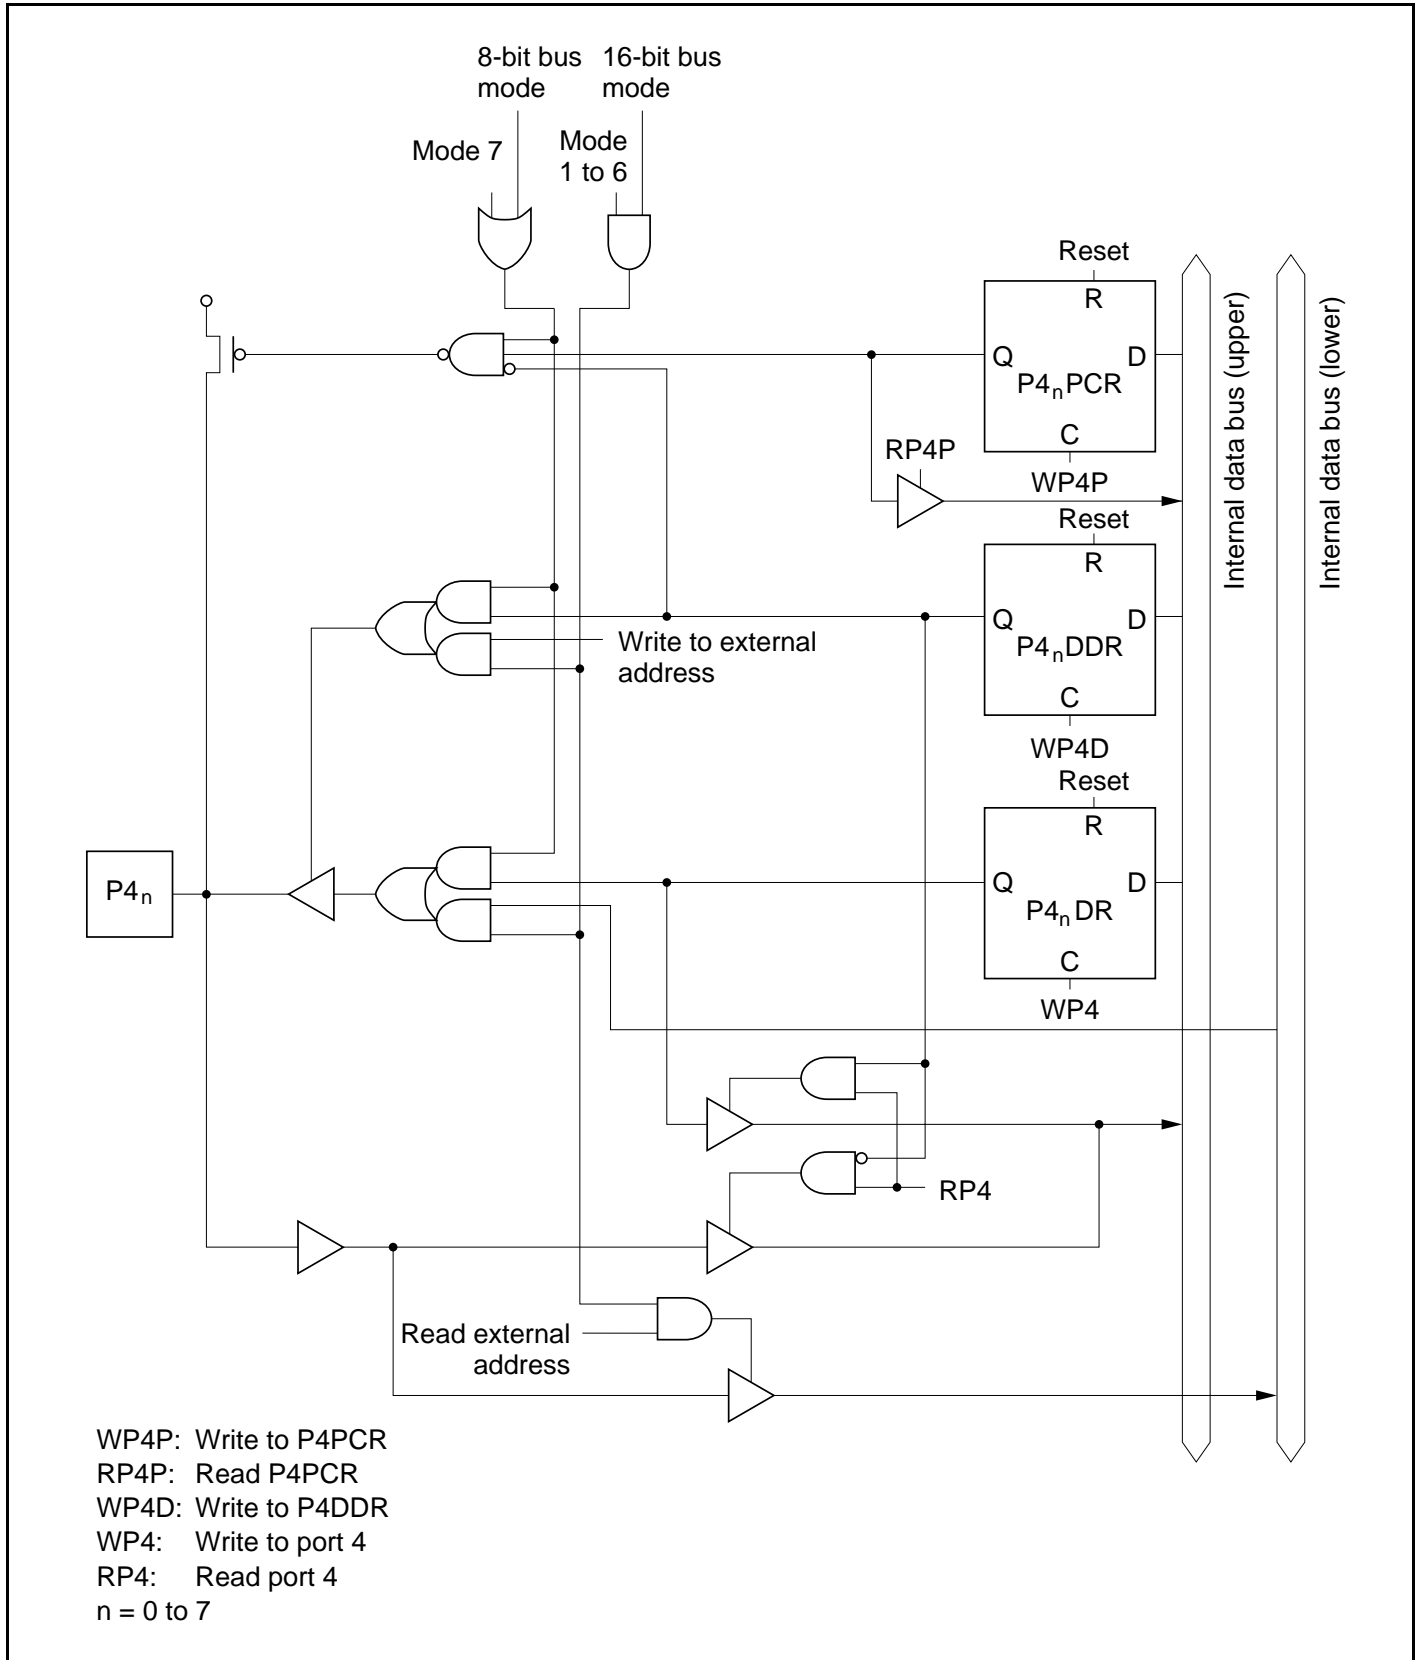 8-bit bus
mode
16-bit bus
mode
Mode 7
Mode
1 to 6
Reset
R
Q
D
P4nPCR
C
WP4P
RP4P
Internal data bus (upper)
Internal data bus (lower)
Reset
R
Q
D
P4nDDR
C
WP4D
Write to external
address
Reset
R
Q
D
P4nDR
C
WP4
P4n
RP4
Read external
address
WP4P: Write to P4PCR
RP4P: Read P4PCR
WP4D: Write to P4DDR
WP4: Write to port 4
RP4: Read port 4
n = 0 to 7